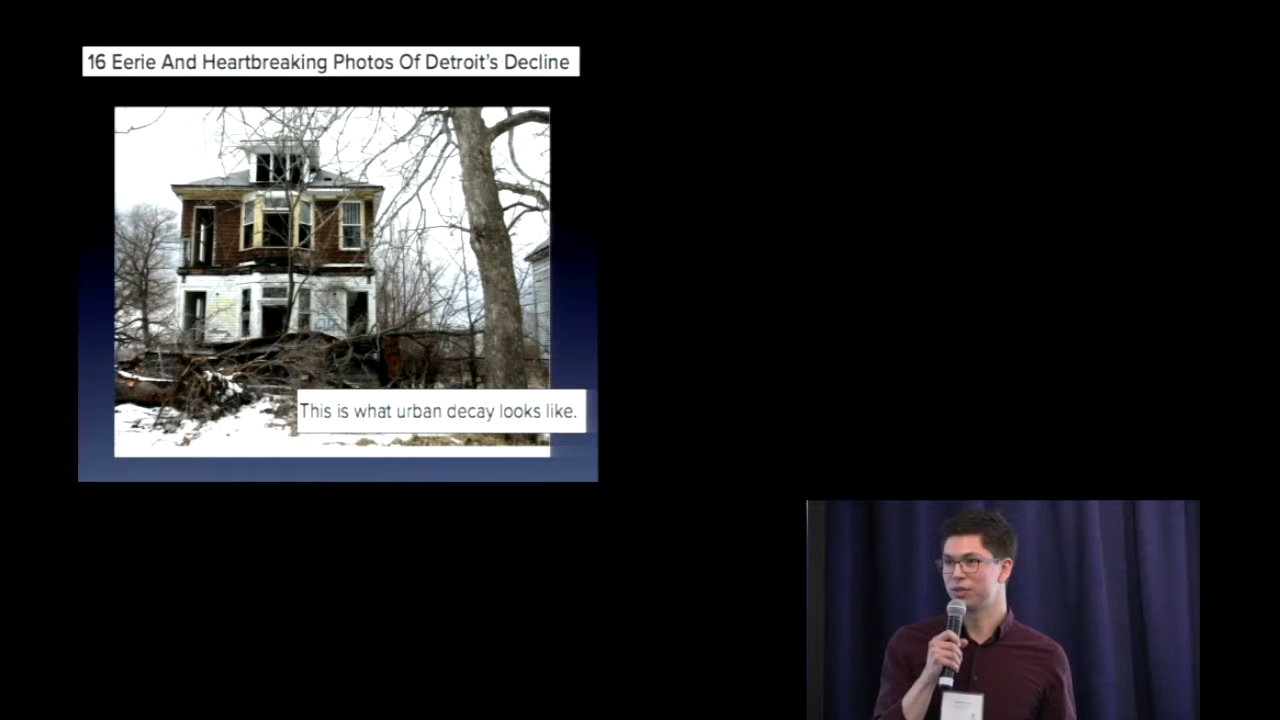 16 Eerie And Heartbreaking Photos Of Detroit's Decline
This is what urban decay looks like.